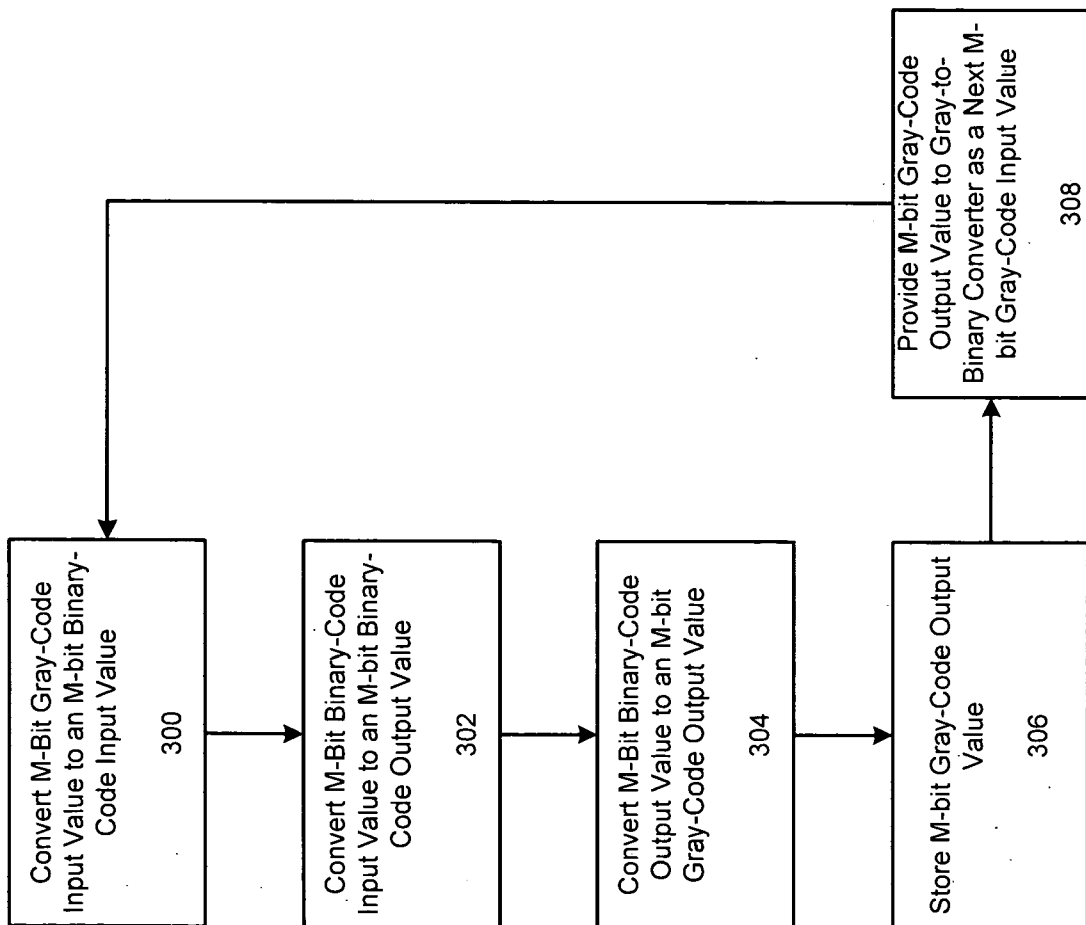 Convert M-Bit Gray-Code
Input Value to an M-bit Binary-
Code Input Value
300
Convert M-Bit Binary-Code
Input Value to an M-bit Binary-
Code Output Value
302
Convert M-Bit Binary-Code
Output Value to an M-bit
Gray-Code Output Value
304
Store M-bit Gray-Code Output
Value
306
Provide M-bit Gray-Code
Output Value to Gray-to-
Binary Converter as a Next M-
bit Gray-Code Input Value
308